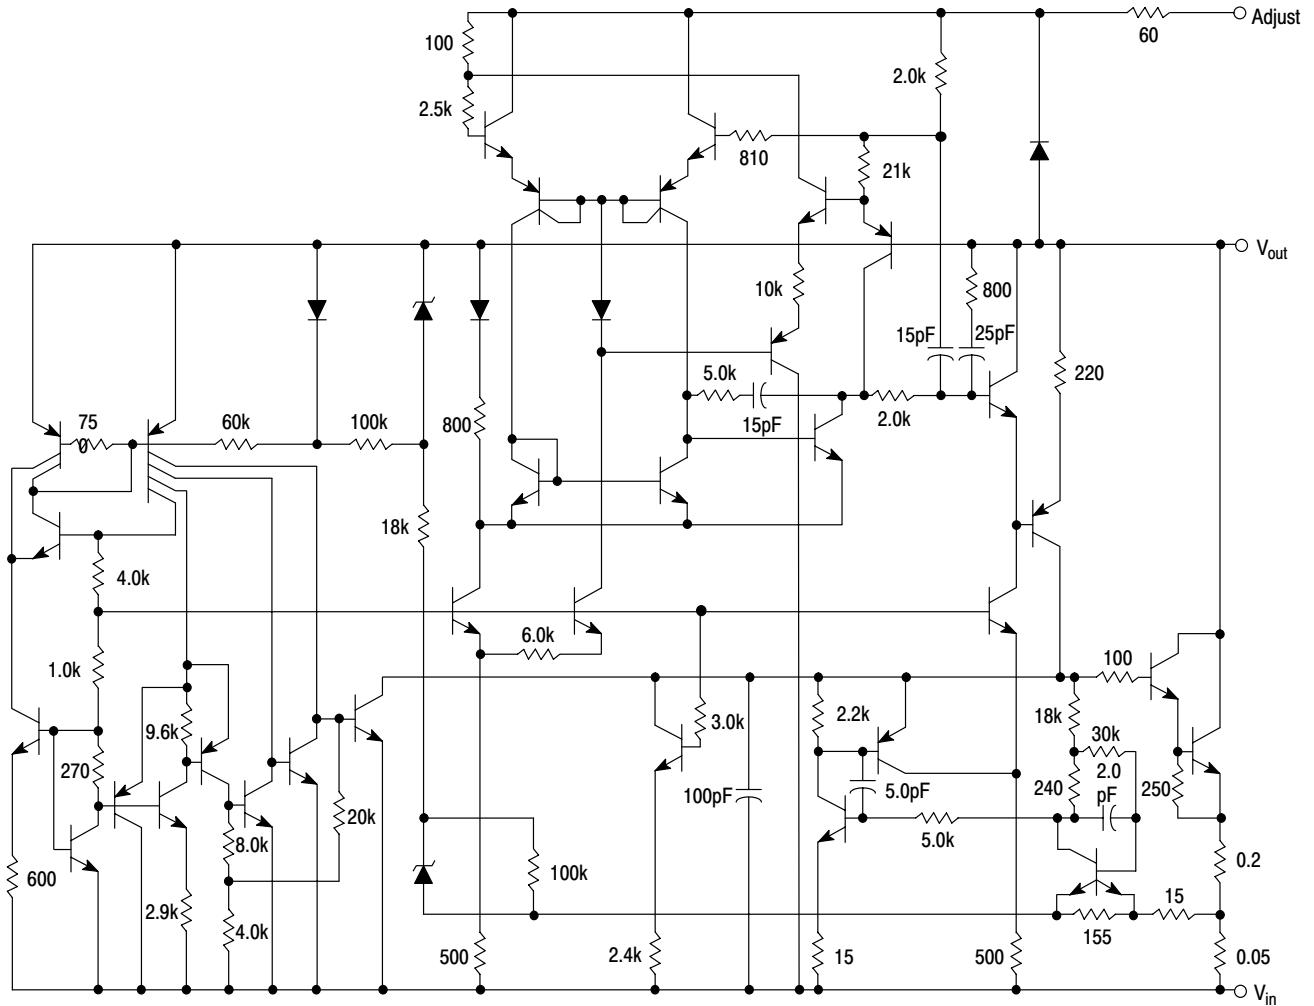 Adjust
60
100
2.0k
2.5k
810
21k
V_out
10k
800
15pF
25pF
220
5.0k
15pF
2.0k
75
0
60k
100k
800
18k
4.0k
1.0k
6.0k
100
9.6k
3.0k
2.2k
18k
30k
270
2.0
pF
240
250
100pF
5.0pF
20k
5.0k
8.0k
600
100k
0.2
15
2.9k
4.0k
155
500
2.4k
15
500
0.05
V_in